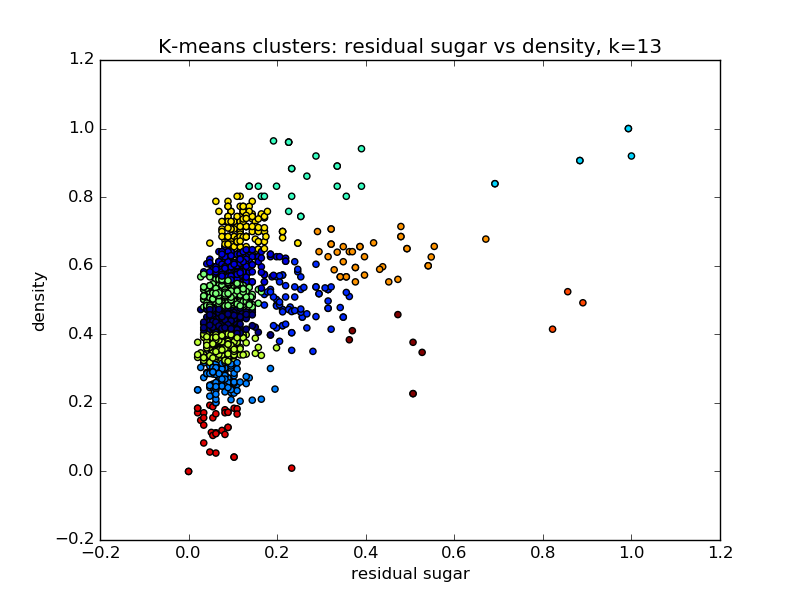 K-means clusters: residual sugar vs density, k=13
1.2
1.0
0.8
0.6
0.4
0.2
0.0
−0.2
density
−0.2 0.0 0.2 0.4 0.6 0.8 1.0 1.2
residual sugar